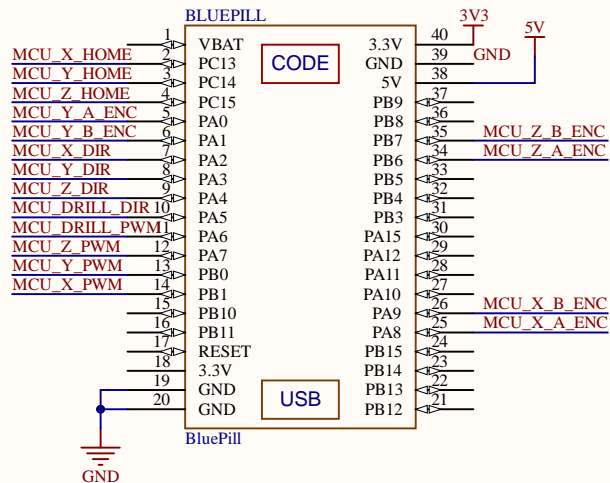 BLUEPILL
3V3
5V
1 VBAT 3.3V 40
MCU_X_HOME 2 PC13 CODE GND 39 GND
MCU_Y_HOME 3 PC14 5V 38
MCU_Z_HOME 4 PC15 PB9 37
MCU_Y_A_ENC 5 PA0 PB8 36
MCU_Y_B_ENC 6 PA1 PB7 35 MCU_Z_B_ENC
MCU_X_DIR 7 PA2 PB6 34 MCU_Z_A_ENC
MCU_Y_DIR 8 PA3 PB5 33
MCU_Z_DIR 9 PA4 PB4 32
MCU_DRILL_DIR 10 PA5 PB3 31
MCU_DRILL_PWM 11 PA6 PA15 30
MCU_Z_PWM 12 PA7 PA12 29
MCU_Y_PWM 13 PB0 PA11 28
MCU_X_PWM 14 PB1 PA10 27
15 PB10 PA9 26 MCU_X_B_ENC
16 PB11 PA8 25 MCU_X_A_ENC
17 RESET PB15 24
18 3.3V PB14 23
19 GND USB PB13 22
20 GND PB12 21
BluePill
GND